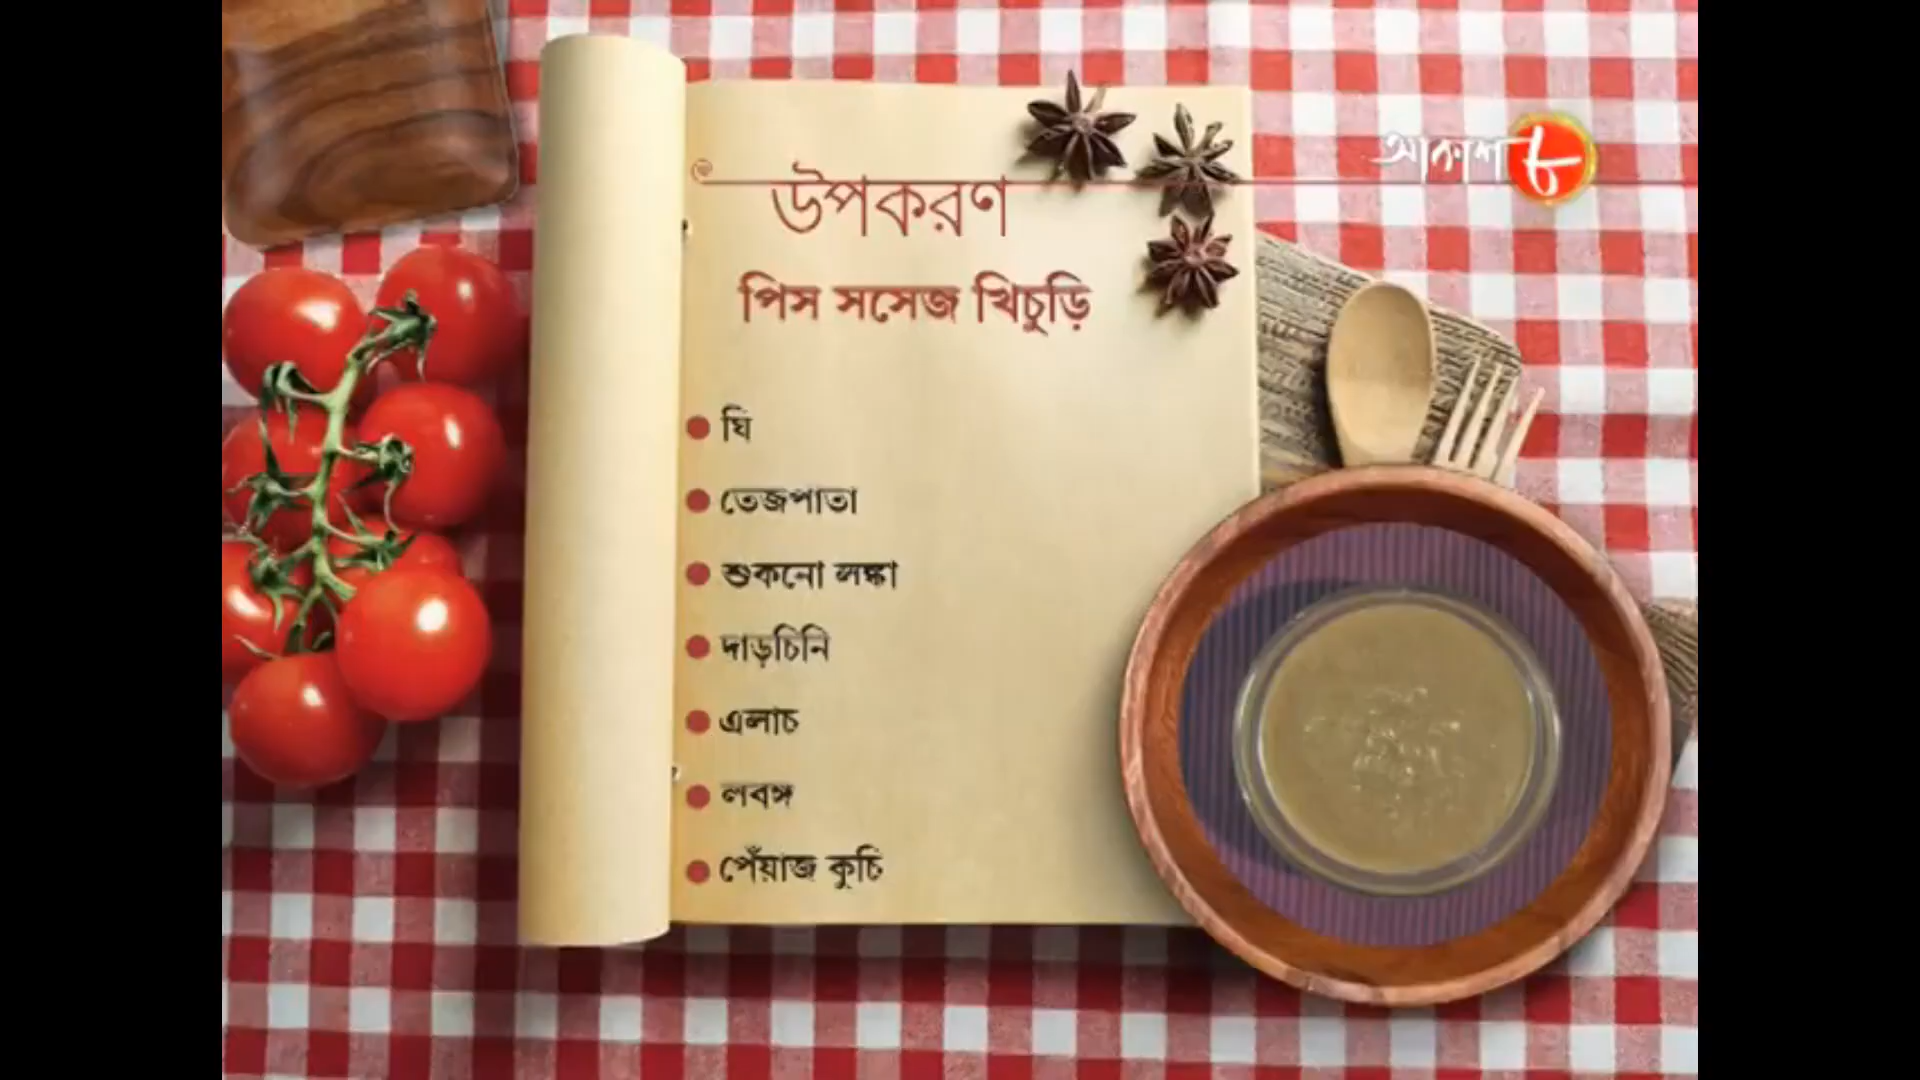 আকাশ ৮
উপকরণ
পিস সসেজ খিচুড়ি
ঘি
তেজপাতা
শুকনো লঙ্কা
দাড়চিনি
এলাচ
লবঙ্গ
পেঁয়াজ কুচি